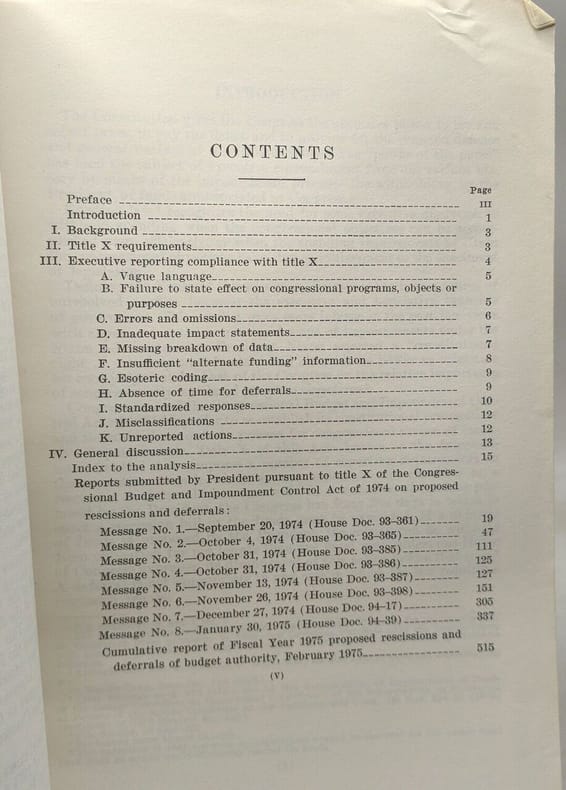 CONTENTS
Page
Preface III
Introduction 1
I. Background 3
II. Title X requirements 3
III. Executive reporting compliance with title X 4
A. Vague language 5
B. Failure to state effect on congressional programs, objects or
purposes 5
C. Errors and omissions 6
D. Inadequate impact statements 7
E. Missing breakdown of data 7
F. Insufficient "alternate funding" information 8
G. Esoteric coding 9
H. Absence of time for deferrals 9
I. Standardized responses 10
J. Misclassifications 12
K. Unreported actions 12
IV. General discussion 13
Index to the analysis 15
Reports submitted by President pursuant to title X of the Congres-
sional Budget and Impoundment Control Act of 1974 on proposed
rescissions and deferrals:
Message No. 1.—September 20, 1974 (House Doc. 93-361) 19
Message No. 2.—October 4, 1974 (House Doc. 93-365) 47
Message No. 3.—October 31, 1974 (House Doc. 93-385) 111
Message No. 4.—October 31, 1974 (House Doc. 93-386) 125
Message No. 5.—November 13, 1974 (House Doc. 93-387) 127
Message No. 6.—November 26, 1974 (House Doc. 93-398) 151
Message No. 7.—December 27, 1974 (House Doc. 94-17) 305
Message No. 8.—January 30, 1975 (House Doc. 94-39) 337
Cumulative report of Fiscal Year 1975 proposed rescissions and
deferrals of budget authority, February 1975 515
(V)